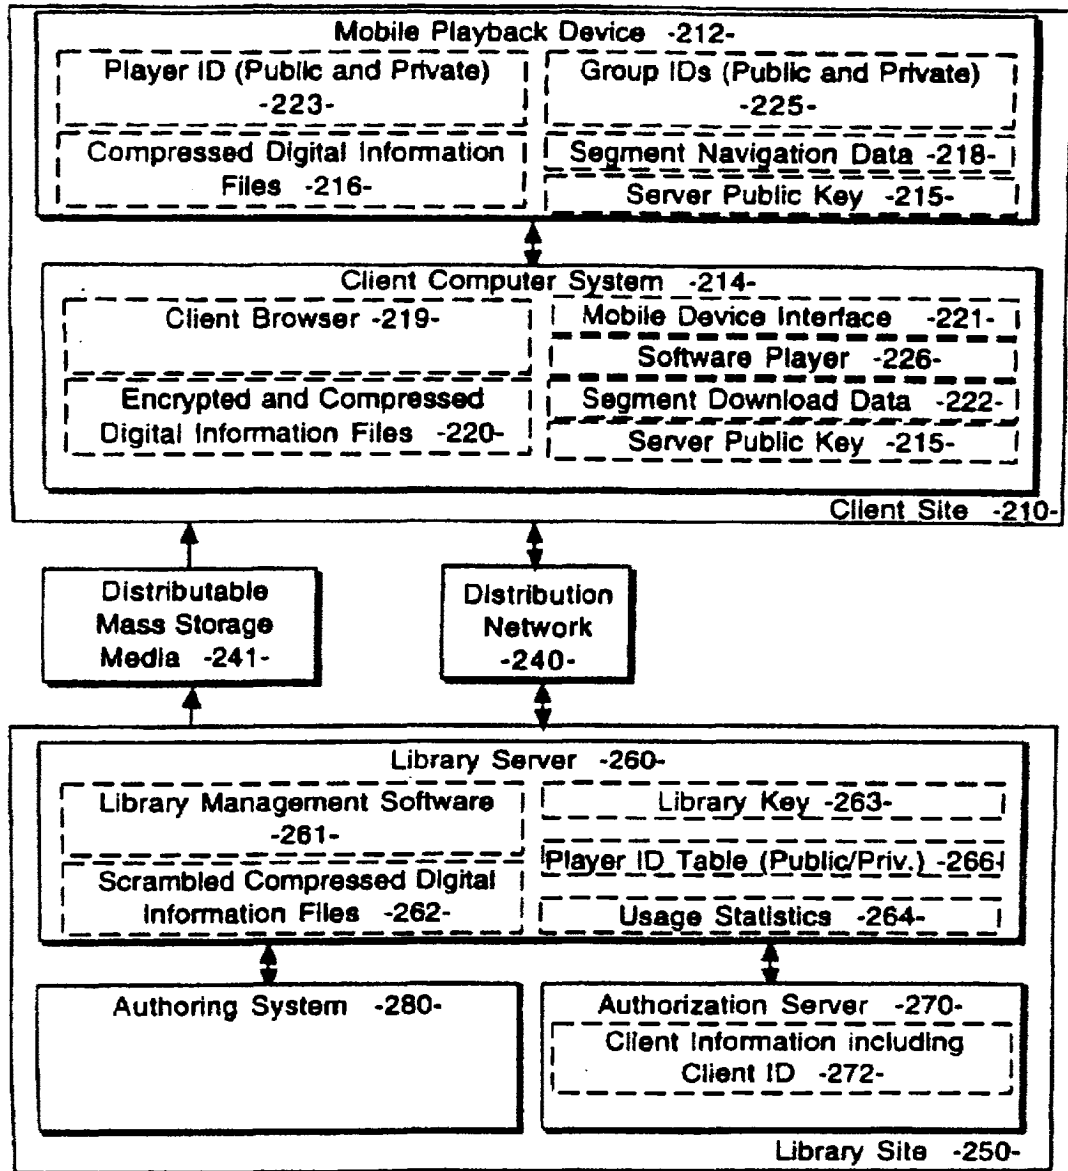 Mobile Playback Device -212-
Player ID (Public and Private)
-223-
Group IDs (Public and Private)
-225-
Compressed Digital Information
Files -216-
Segment Navigation Data -218-
Server Public Key -215-
Client Computer System -214-
Client Browser -219-
Mobile Device Interface -221-
Software Player -226-
Encrypted and Compressed
Digital Information Files -220-
Segment Download Data -222-
Server Public Key -215-
Client Site -210-
Distributable
Mass Storage
Media -241-
Distribution
Network
-240-
Library Server -260-
Library Management Software
-261-
Library Key -263-
Player ID Table (Public/Priv.) -266-
Scrambled Compressed Digital
Information Files -262-
Usage Statistics -264-
Authoring System -280-
Authorization Server -270-
Client Information including
Client ID -272-
Library Site -250-